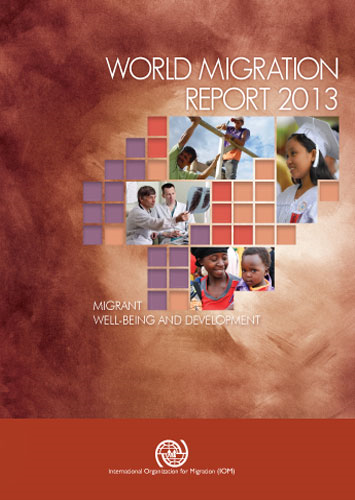 WORLD MIGRATION
REPORT 2013
MIGRANT
WELL-BEING AND DEVELOPMENT
International Organization for Migration (IOM)